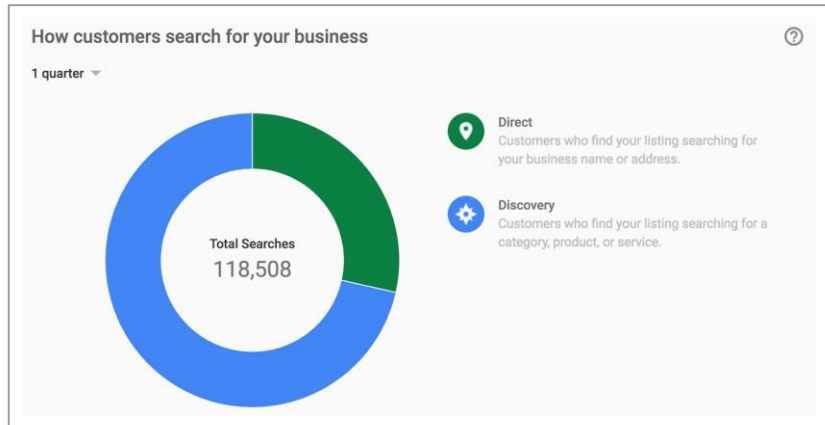 How customers search for your business
1 quarter
Total Searches
118,508
Direct
Customers who find your listing searching for
your business name or address.
Discovery
Customers who find your listing searching for a
category, product, or service.